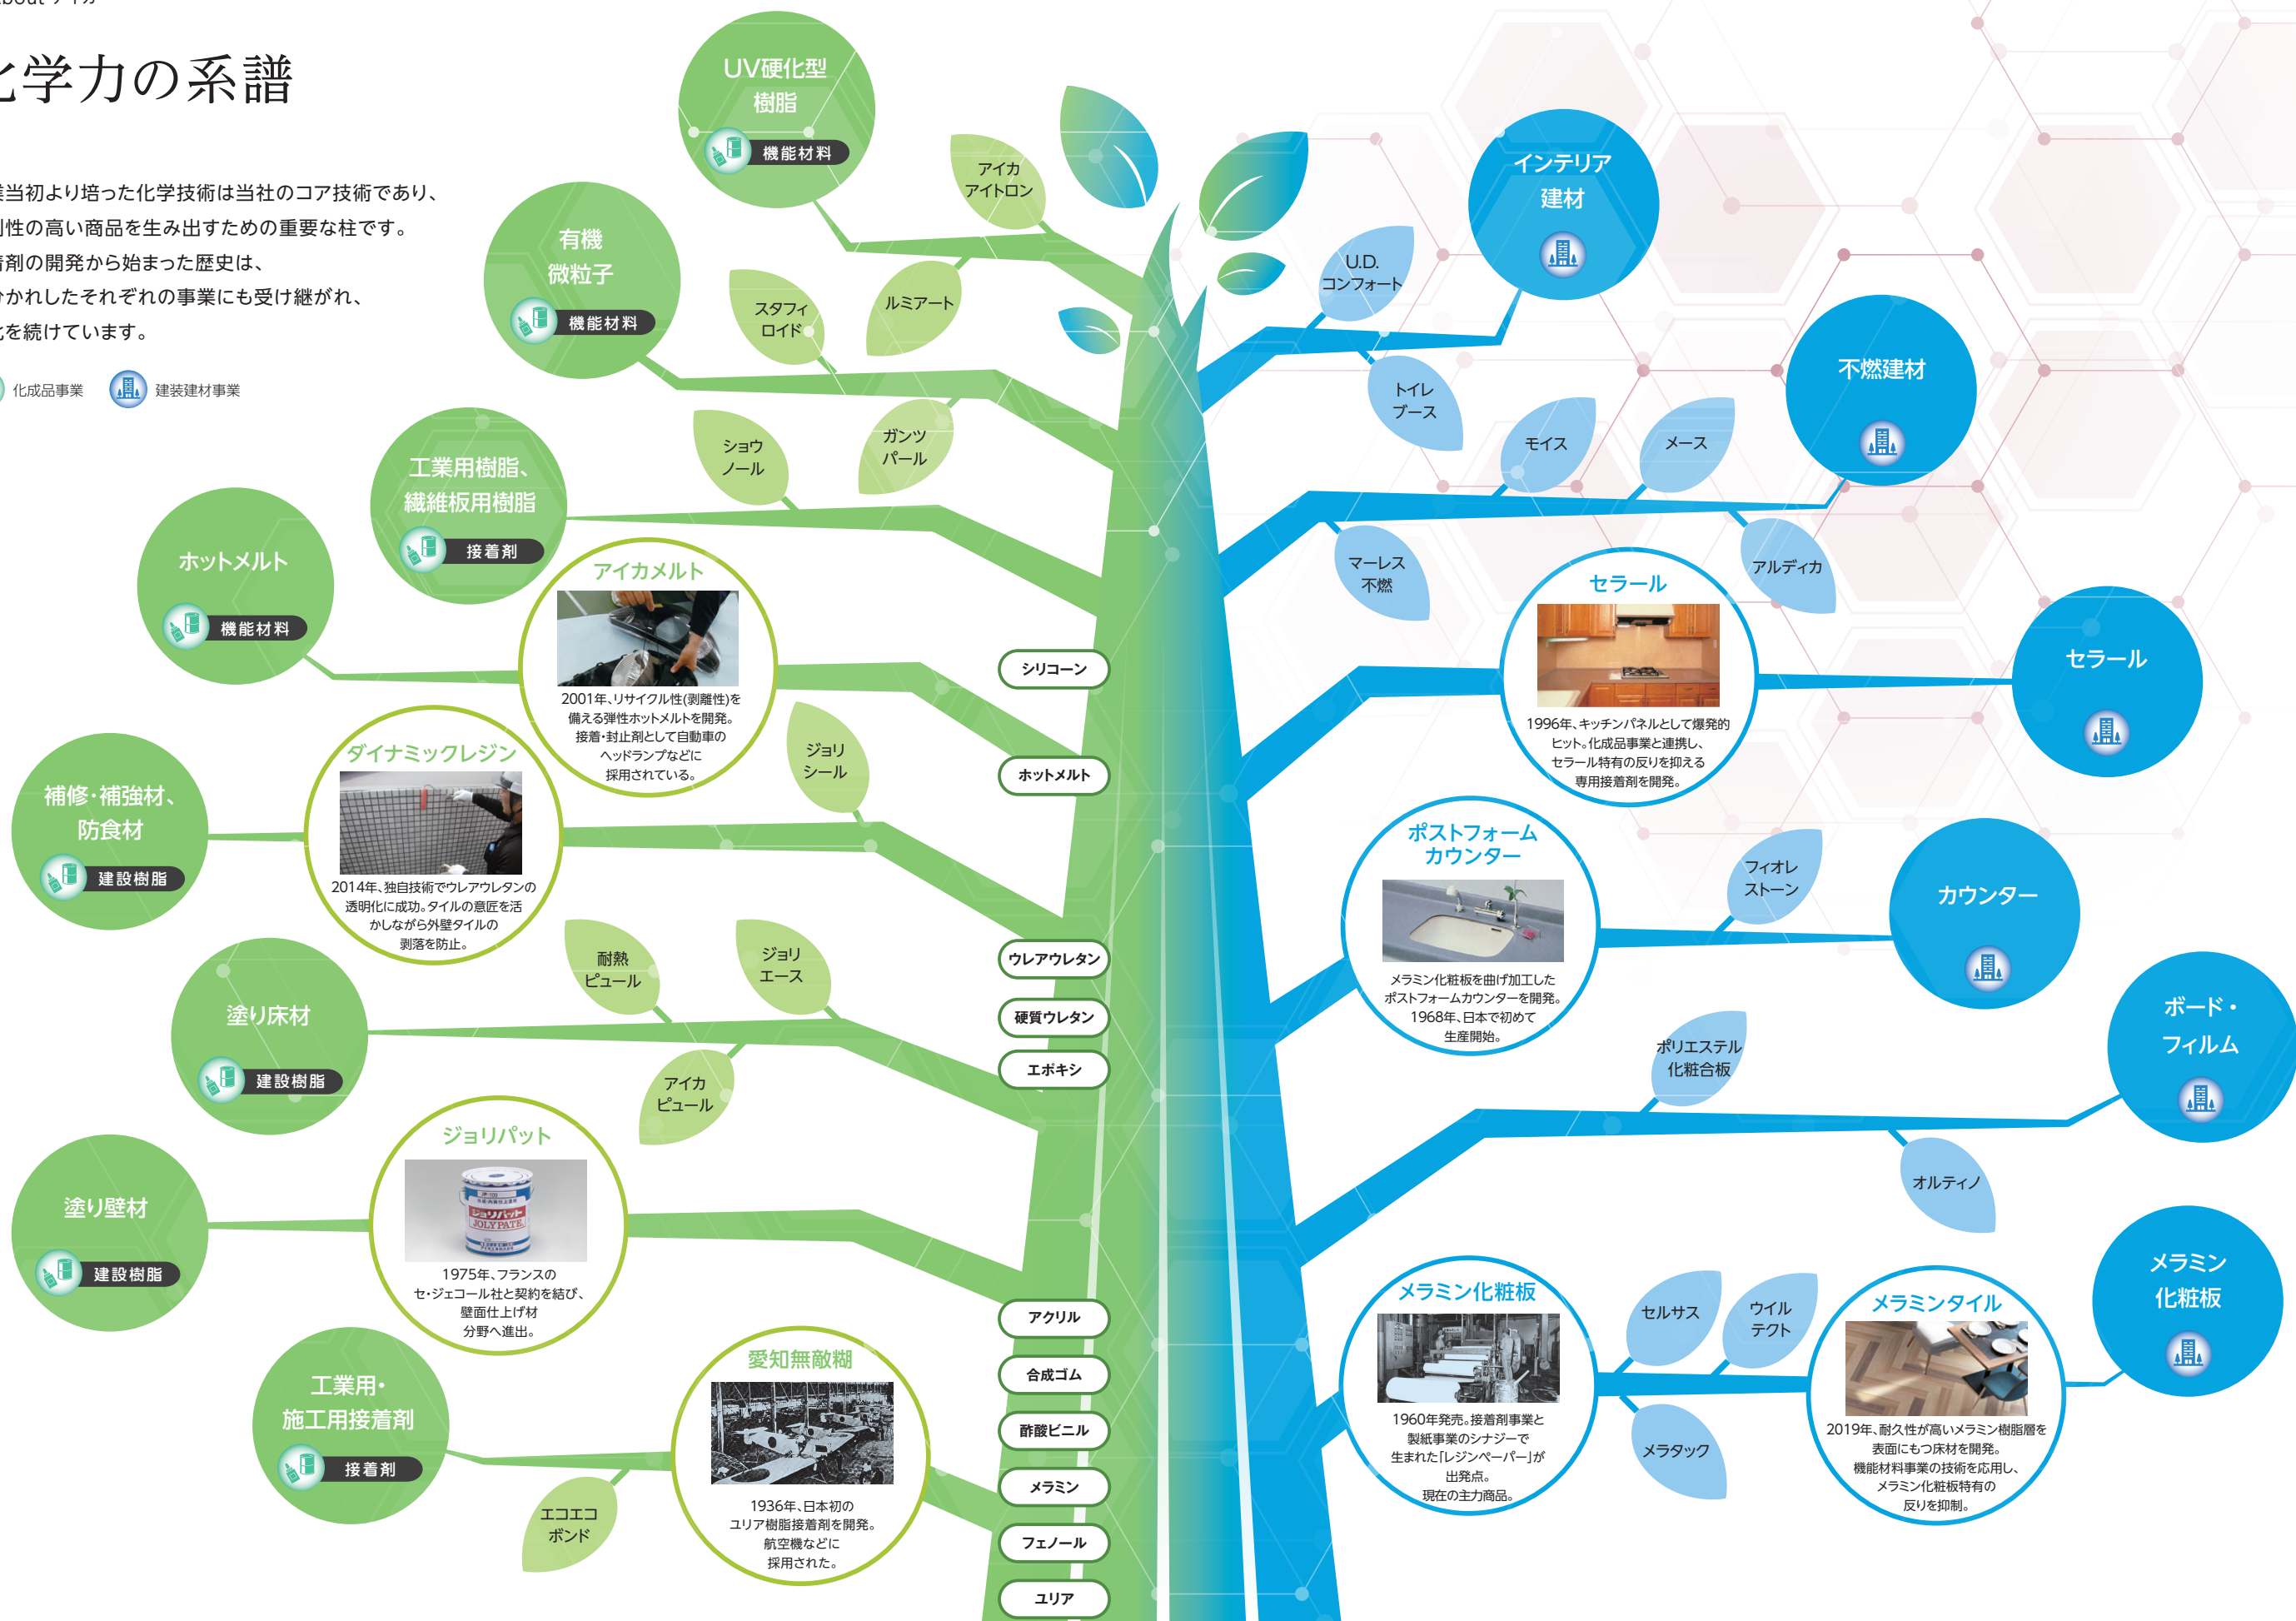 About アイカ
化学力の系譜
業当初より培った化学技術は当社のコア技術であり、
別性の高い商品を生み出すための重要な柱です。
着剤の開発から始まった歴史は、
分かれしたそれぞれの事業にも受け継がれ、
化を続けています。
化成品事業
建装建材事業
UV硬化型
樹脂
機能材料
アイカ
アイトロン
有機
微粒子
機能材料
スタフィ
ロイド
ルミアート
工業用樹脂、
繊維板用樹脂
接着剤
ショウ
ノール
ガンツ
パール
ホットメルト
機能材料
アイカメルト
2001年、リサイクル性(剥離性)を
備える弾性ホットメルトを開発。
接着・封止剤として自動車の
ヘッドランプなどに
採用されている。
補修・補強材、
防食材
建設樹脂
ダイナミックレジン
2014年、独自技術でウレアウレタンの
透明化に成功。タイルの意匠を活
かしながら外壁タイルの
剥落を防止。
ジョリ
シール
塗り床材
建設樹脂
耐熱
ピュール
ジョリ
エース
アイカ
ピュール
塗り壁材
建設樹脂
ジョリパット
ジョリパット
JOLYPATE
1975年、フランスの
セ・ジェコール社と契約を結び、
壁面仕上げ材
分野へ進出。
工業用・
施工用接着剤
接着剤
エコエコ
ボンド
愛知無敵糊
1936年、日本初の
ユリア樹脂接着剤を開発。
航空機などに
採用された。
シリコーン
ホットメルト
ウレアウレタン
硬質ウレタン
エポキシ
アクリル
合成ゴム
酢酸ビニル
メラミン
フェノール
ユリア
インテリア
建材
U.D.
コンフォート
トイレ
ブース
不燃建材
モイス
メース
マーレス
不燃
アルディカ
セラール
1996年、キッチンパネルとして爆発的
ヒット。化成品事業と連携し、
セラール特有の反りを抑える
専用接着剤を開発。
セラール
ポストフォーム
カウンター
メラミン化粧板を曲げ加工した
ポストフォームカウンターを開発。
1968年、日本で初めて
生産開始。
フィオレ
ストーン
カウンター
ポリエステル
化粧合板
オルティノ
ボード・
フィルム
メラミン化粧板
1960年発売。接着剤事業と
製紙事業のシナジーで
生まれた「レジンペーパー」が
出発点。
現在の主力商品。
セルサス
ウイル
テクト
メラタック
メラミンタイル
2019年、耐久性が高いメラミン樹脂層を
表面にもつ床材を開発。
機能材料事業の技術を応用し、
メラミン化粧板特有の
反りを抑制。
メラミン
化粧板